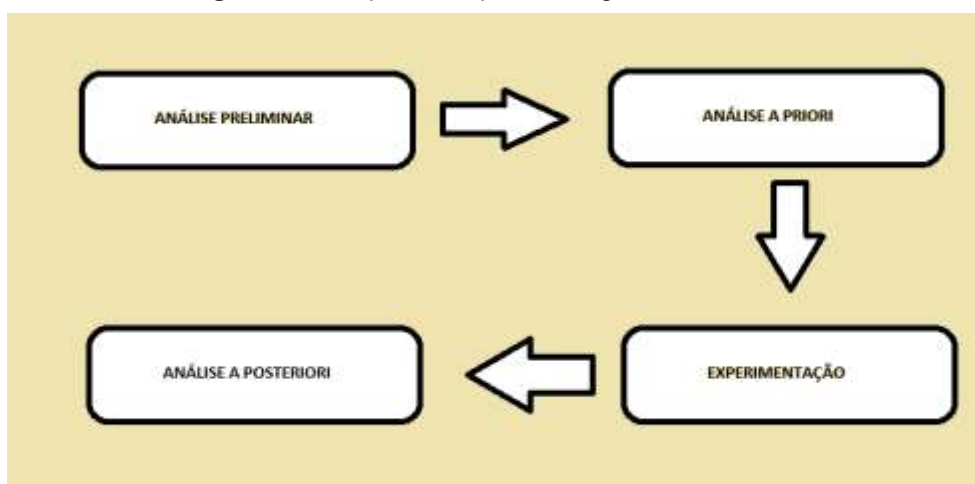 ANÁLISE PRELIMINAR
ANÁLISE A PRIORI
EXPERIMENTAÇÃO
ANÁLISE A POSTERIORI